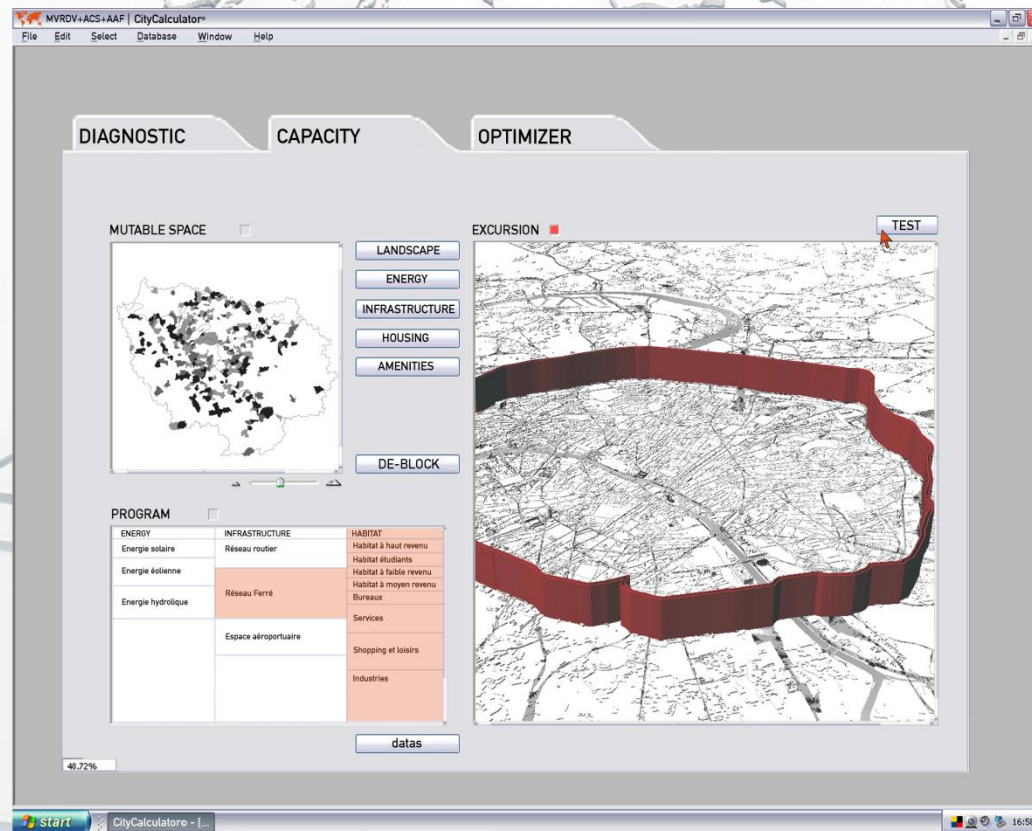 MVRDV+ACS+AAF | CityCalculator®
File Edit Select Database Window Help
DIAGNOSTIC CAPACITY OPTIMIZER
MUTABLE SPACE
EXCURSION
TEST
LANDSCAPE
ENERGY
INFRASTRUCTURE
HOUSING
AMENITIES
DE-BLOCK
PROGRAM
ENERGY INFRASTRUCTURE HABITAT
Energie solaire Réseau routier Habitat à haut revenu
Habitat étudiants
Energie éolienne Habitat à faible revenu
Habitat à moyen revenu
Energie hydrolique Réseau Ferré Bureaux
Services
Espace aéroportuaire
Shopping et loisirs
Industries
datas
48.72%
start CityCalculator® - [... 16:58